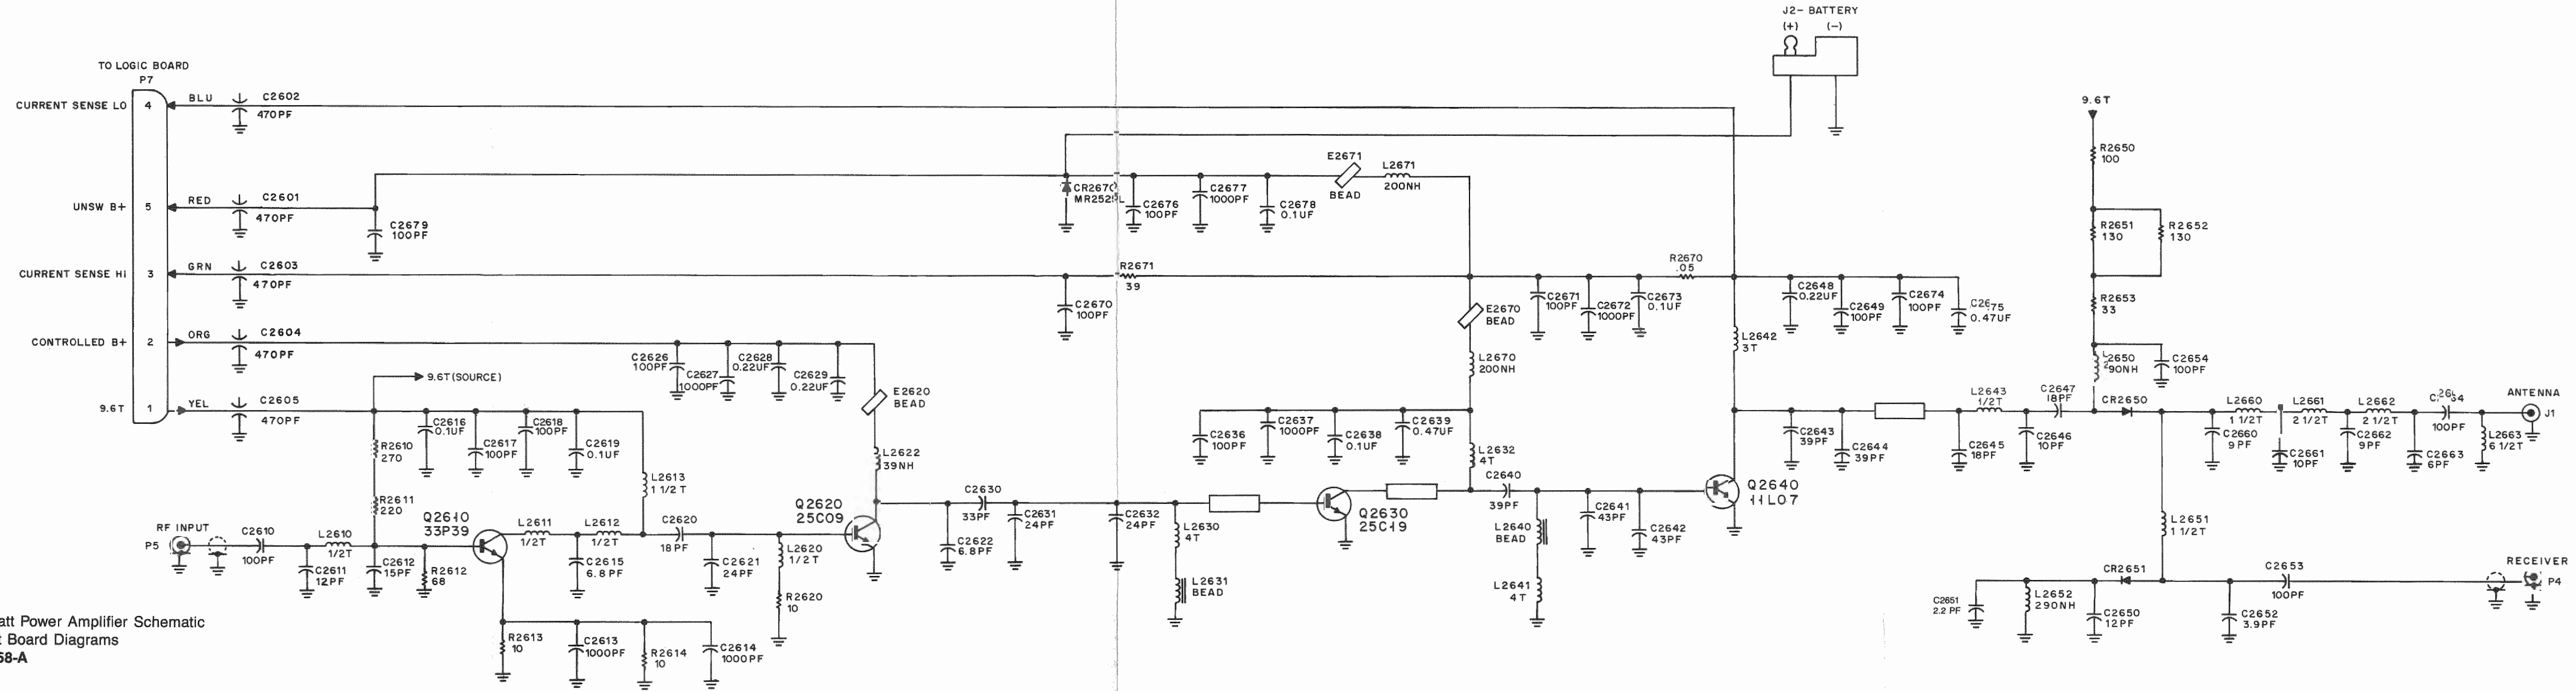 J2- BATTERY
(+) (-)
TO LOGIC BOARD
P7
CURRENT SENSE LO 4 BLU C2602
470PF
UNSW B+ 5 RED C2601
470PF
C2679
100PF
CURRENT SENSE HI 3 GRN C2603
470PF
CONTROLLED B+ 2 ORG C2604
470PF
9.6T 1 YEL C2605
470PF
9.6T (SOURCE)
CR2670
C2676
100PF
C2677
1000PF
C2678
0.1UF
E2671
BEAD
L2671
200NH
C2670
100PF
R2671
39
E2670
BEAD
L2670
200NH
C2671
100PF
C2672
1000PF
C2673
0.1UF
R2670
.05
C2648
0.22UF
C2649
100PF
C2674
100PF
0.47UF
L2642
3T
9.6T
R2650
100
R2651
130
R2652
130
R2653
33
C2654
100PF
C2626
100PF
C2627
1000PF
C2628
0.22UF
C2629
0.22UF
E2620
BEAD
L2622
39NH
R2610
270
R2611
220
C2616
0.1UF
C2617
100PF
C2618
100PF
C2619
0.1UF
L2613
1 1/2 T
C2636
100PF
C2637
1000PF
C2638
0.1UF
C2639
0.47UF
L2632
4T
C2640
39PF
RF INPUT
P5
C2610
100PF
C2611
12PF
L2610
1/2T
C2612
15PF
R2612
68
Q2610
33P39
L2611
1/2T
C2615
6.8PF
L2612
1/2T
C2620
18PF
C2621
24PF
L2620
1/2T
R2620
10
Q2620
25C09
C2622
6.8PF
C2630
33PF
C2631
24PF
C2632
24PF
L2630
4T
L2631
BEAD
Q2630
25C19
L2640
BEAD
L2641
4T
C2641
43PF
C2642
43PF
Q2640
11L07
C2643
39PF
C2644
39PF
C2645
18PF
L2643
1/2T
C2646
10PF
C2647
18PF
CR2650
C2660
9PF
L2660
1 1/2T
C2661
10PF
L2661
2 1/2T
C2662
9PF
L2662
2 1/2T
C2663
6PF
100PF
L2663
6 1/2T
ANTENNA
J1
L2651
1 1/2T
C2651
2.2 PF
L2652
290NH
C2650
12PF
CR2651
C2652
3.9PF
C2653
100PF
RECEIVER
P4
R2613
10
C2613
1000PF
R2614
10
C2614
1000PF
att Power Amplifier Schematic
t Board Diagrams
58-A